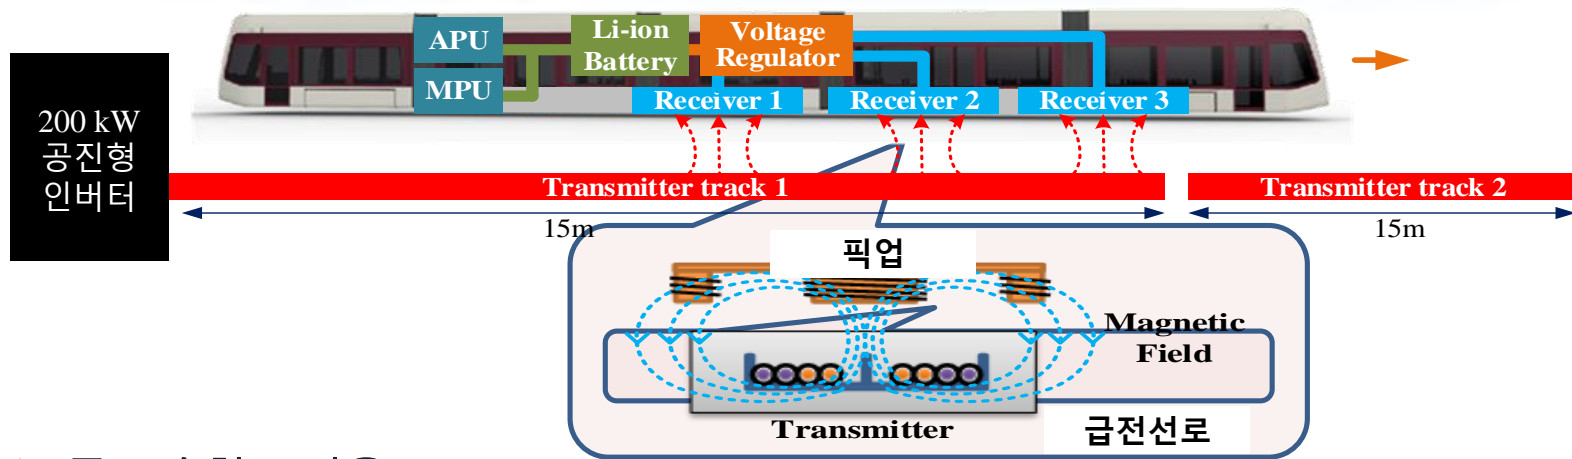 APU
MPU
Li-ion
Battery
Voltage
Regulator
Receiver 1
Receiver 2
Receiver 3
200 kW
공진형
인버터
Transmitter track 1
Transmitter track 2
15m
15m
픽업
Magnetic
Field
Transmitter
급전선로